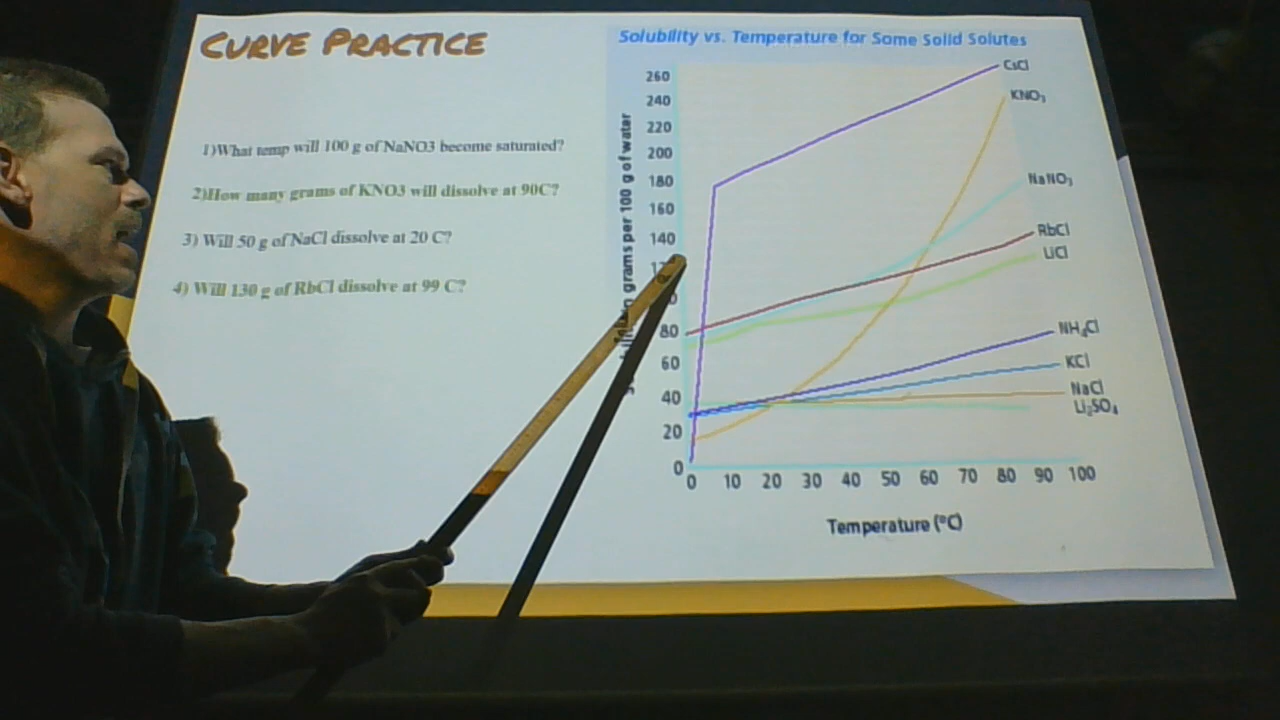 CURVE PRACTICE
1)What temp will 100 g of NaNO3 become saturated?
2)How many grams of KNO3 will dissolve at 90C?
3) Will 50 g of NaCl dissolve at 20 C?
4) Will 130 g of RbCl dissolve at 99 C?
Solubility vs. Temperature for Some Solid Solutes
grams per 100 g of water
260
240
220
200
180
160
140
80
60
40
20
0
CsCl
KNO₃
NaNO₃
RbCl
LiCl
NH₄Cl
KCl
NaCl
Li₂SO₄
0 10 20 30 40 50 60 70 80 90 100
Temperature (°C)